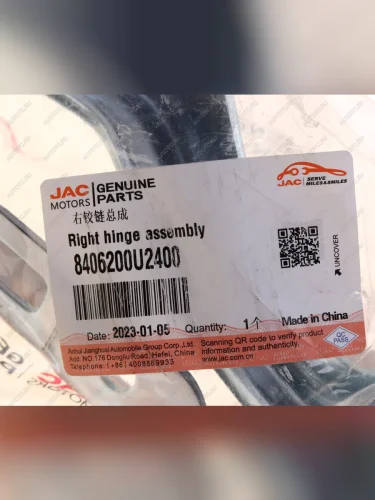 JAC MOTORS GENUINE PARTS
JAC SERVE MILES&SMILES
右铰链总成
Right hinge assembly
8406200U2400
UNCOVER
Date: 2023-01-05 Quantity: 1个 Made in China
Anhui Jianghuai Automobile Group Corp.,Ltd.
Add: NO.176 Dongliu Road, Hefei, China
Telephone: (+86) 4008889933
Scanning QR code to verify product
information and authenticity.
www.jac.com.cn
QC
PASS